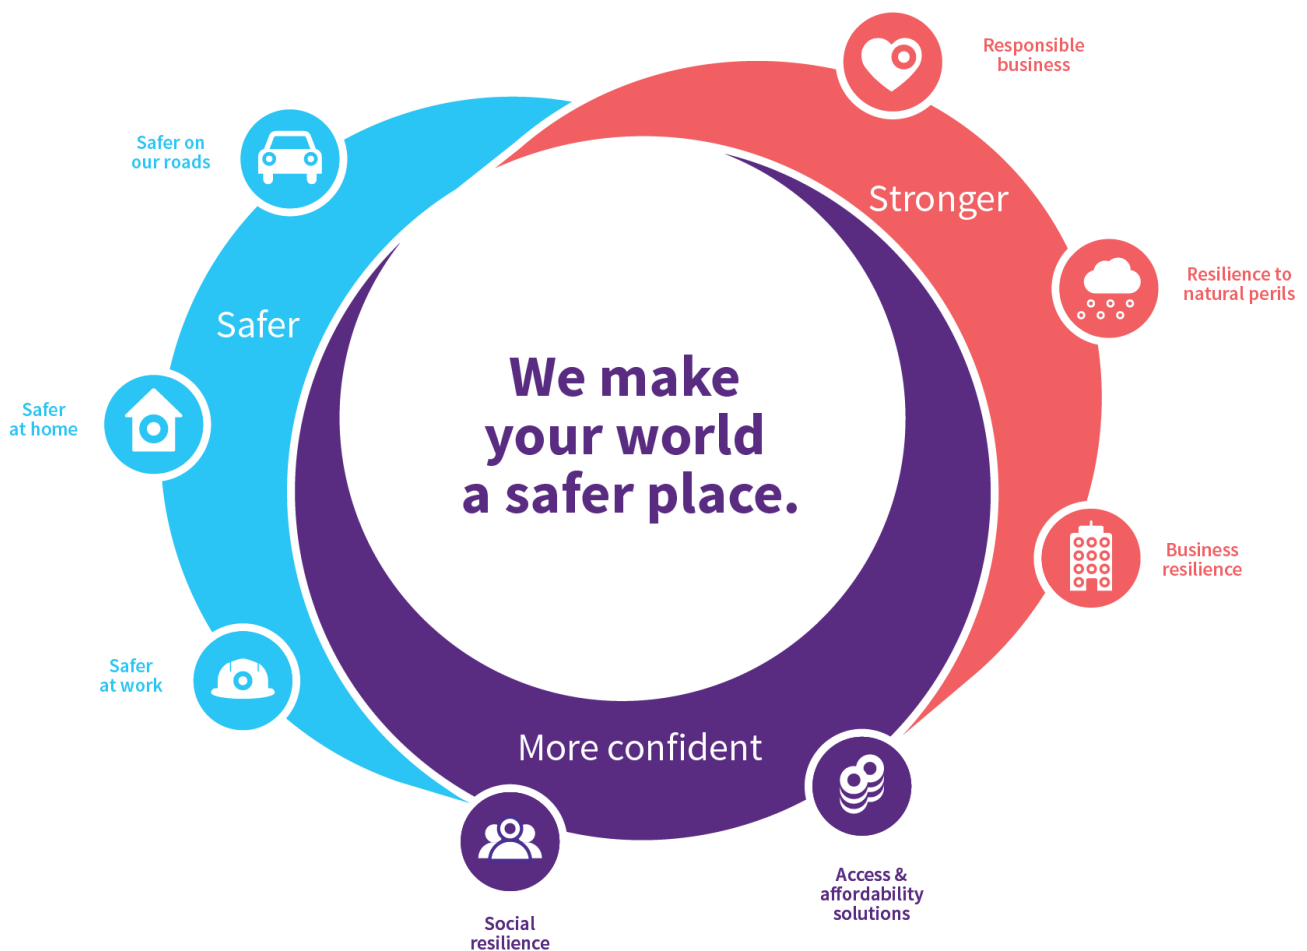 Responsible
business
Safer on
our roads
Stronger
Resilience to
natural perils
Safer
We make
your world
a safer place.
Safer
at home
Business
resilience
Safer
at work
More confident
Access &
affordability
solutions
Social
resilience